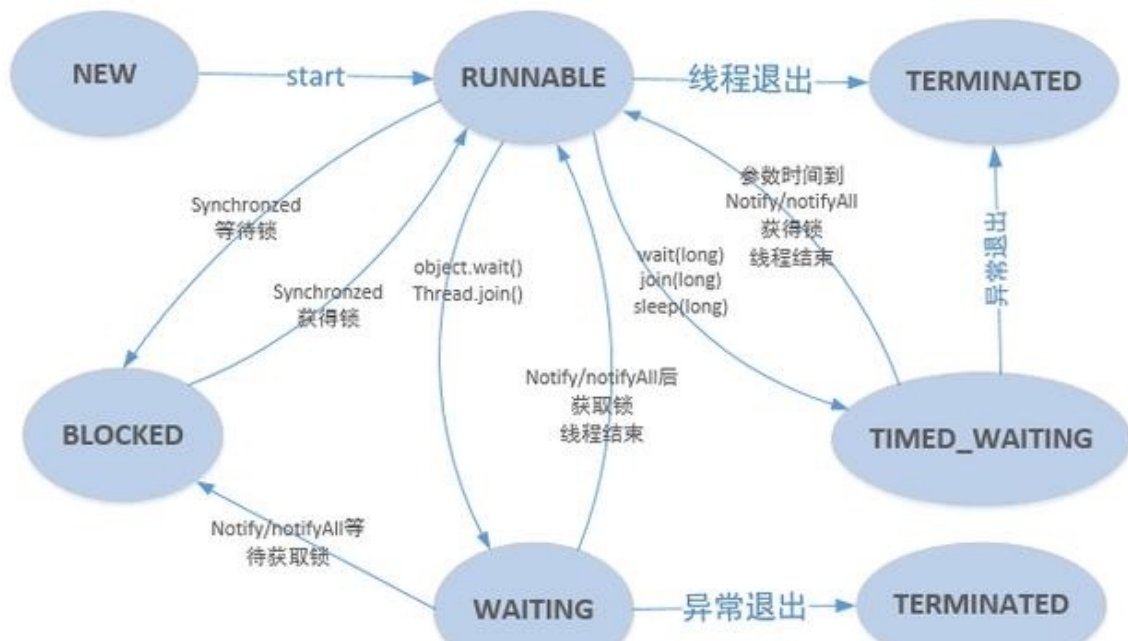 NEW
start
RUNNABLE
线程退出
TERMINATED
Synchronzed
等待锁
Synchronzed
获得锁
object.wait()
Thread.join()
wait(long)
join(long)
sleep(long)
参数时间到
Notify/notifyAll
获得锁
线程结束
异常退出
Notify/notifyAll后
获取锁
线程结束
BLOCKED
TIMED_WAITING
Notify/notifyAll等
待获取锁
WAITING
异常退出
TERMINATED